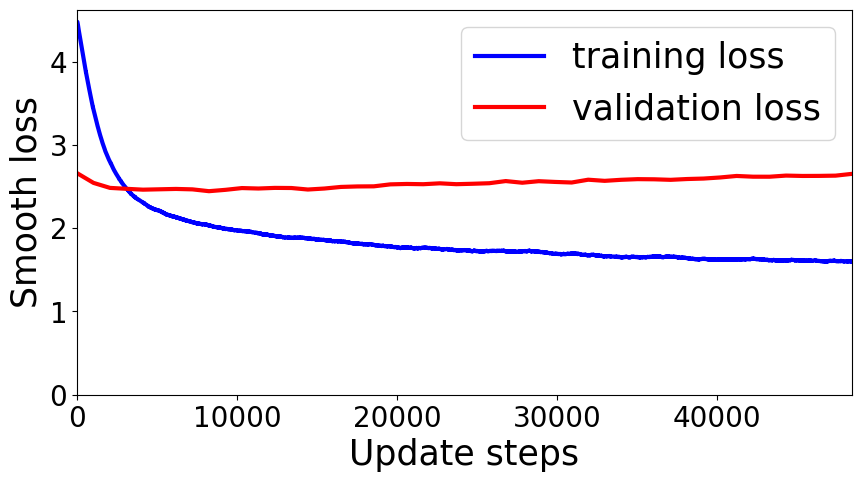 training loss
validation loss
Smooth loss
4
3
2
1
0
0 10000 20000 30000 40000
Update steps